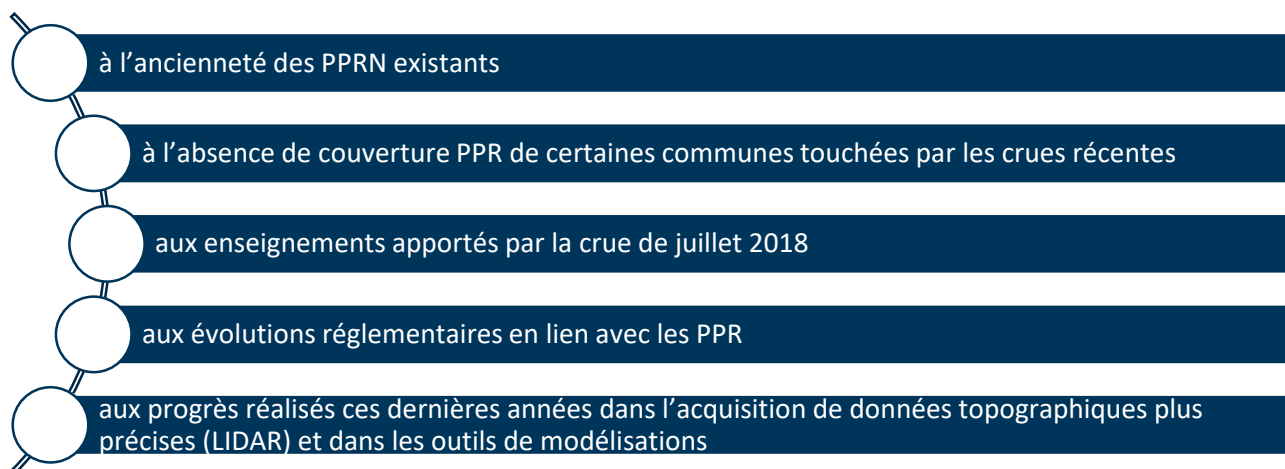 à l’ancienneté des PPRN existants
à l’absence de couverture PPR de certaines communes touchées par les crues récentes
aux enseignements apportés par la crue de juillet 2018
aux évolutions réglementaires en lien avec les PPR
aux progrès réalisés ces dernières années dans l’acquisition de données topographiques plus
précises (LIDAR) et dans les outils de modélisations